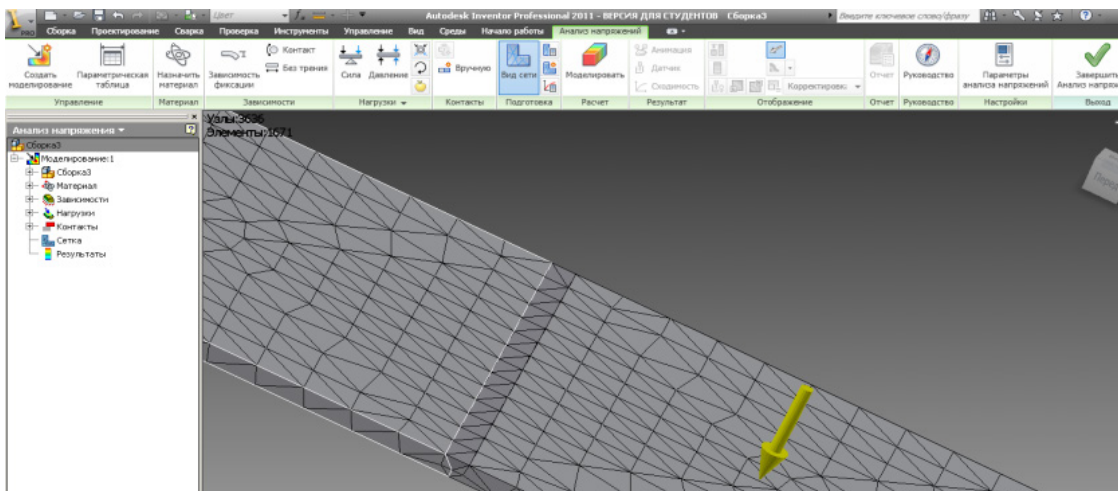 Цвет
Autodesk Inventor Professional 2011 - ВЕРСИЯ ДЛЯ СТУДЕНТОВ Сборка3
Введите ключевое слово/фразу
PRO
Сборка Проектирование Сварка Проверка Инструменты Управление Вид Среды Начало работы Анализ напряжений
Создать моделирование
Параметрическая таблица
Управление
Назначить материал
Материал
Зависимость фиксации
Контакт
Без трения
Зависимости
Сила
Давление
Нагрузки
Вручную
Контакты
Вид сети
Подготовка
Моделировать
Расчет
Анимация
Датчик
Сходимость
Результат
Корректировка
Отображение
Отчет
Отчет
Руководство
Руководство
Параметры анализа напряжений
Настройки
Завершить
Анализ напряж
Выход
Анализ напряжения
Сборка3
Моделирование:1
Сборка3
Материал
Зависимости
Нагрузки
Контакты
Сетка
Результаты
Узлы:3636
Элементы:1671